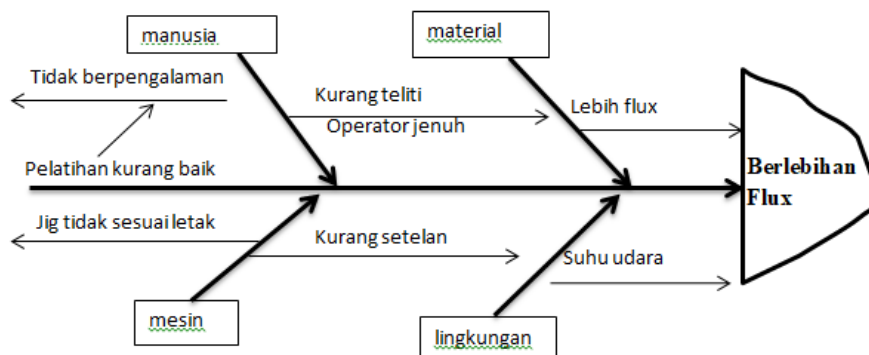 manusia
material
Tidak berpengalaman
Kurang teliti
Operator jenuh
Lebih flux
Pelatihan kurang baik
Berlebihan
Flux
Jig tidak sesuai letak
Kurang setelan
Suhu udara
mesin
lingkungan